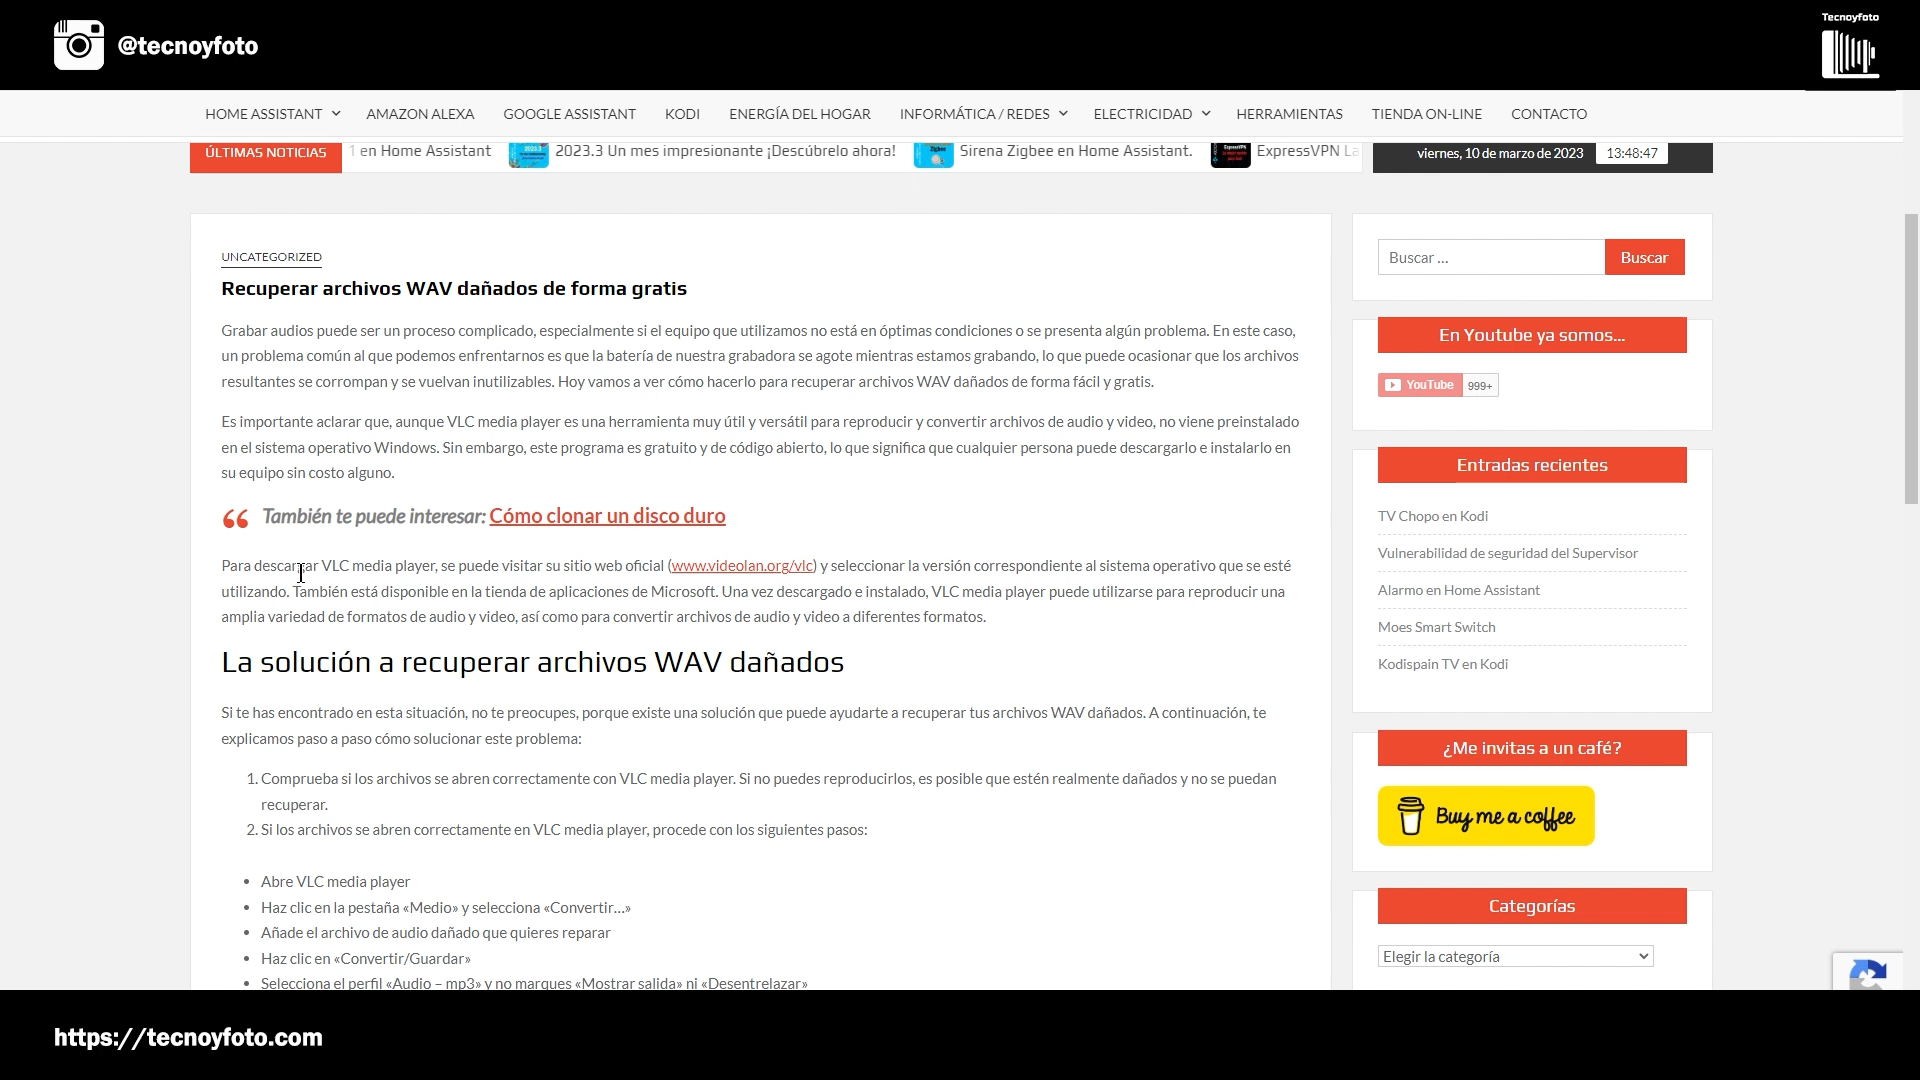 @tecnoyfoto
Tecnoyfoto
HOME ASSISTANT AMAZON ALEXA GOOGLE ASSISTANT KODI ENERGÍA DEL HOGAR INFORMÁTICA / REDES ELECTRICIDAD HERRAMIENTAS TIENDA ON-LINE CONTACTO
ÚLTIMAS NOTICIAS 1 en Home Assistant 2023.3 Un mes impresionante ¡Descúbrelo ahora! Sirena Zigbee en Home Assistant. ExpressVPN La viernes, 10 de marzo de 2023 13:48:47
UNCATEGORIZED
Recuperar archivos WAV dañados de forma gratis
Grabar audios puede ser un proceso complicado, especialmente si el equipo que utilizamos no está en óptimas condiciones o se presenta algún problema. En este caso,
un problema común al que podemos enfrentarnos es que la batería de nuestra grabadora se agote mientras estamos grabando, lo que puede ocasionar que los archivos
resultantes se corrompan y se vuelvan inutilizables. Hoy vamos a ver cómo hacerlo para recuperar archivos WAV dañados de forma fácil y gratis.
Es importante aclarar que, aunque VLC media player es una herramienta muy útil y versátil para reproducir y convertir archivos de audio y video, no viene preinstalado
en el sistema operativo Windows. Sin embargo, este programa es gratuito y de código abierto, lo que significa que cualquier persona puede descargarlo e instalarlo en
su equipo sin costo alguno.
“ También te puede interesar: Cómo clonar un disco duro
Para descargar VLC media player, se puede visitar su sitio web oficial (www.videolan.org/vlc) y seleccionar la versión correspondiente al sistema operativo que se esté
utilizando. También está disponible en la tienda de aplicaciones de Microsoft. Una vez descargado e instalado, VLC media player puede utilizarse para reproducir una
amplia variedad de formatos de audio y video, así como para convertir archivos de audio y video a diferentes formatos.
La solución a recuperar archivos WAV dañados
Si te has encontrado en esta situación, no te preocupes, porque existe una solución que puede ayudarte a recuperar tus archivos WAV dañados. A continuación, te
explicamos paso a paso cómo solucionar este problema:
1. Comprueba si los archivos se abren correctamente con VLC media player. Si no puedes reproducirlos, es posible que estén realmente dañados y no se puedan
recuperar.
2. Si los archivos se abren correctamente en VLC media player, procede con los siguientes pasos:
• Abre VLC media player
• Haz clic en la pestaña «Medio» y selecciona «Convertir…»
• Añade el archivo de audio dañado que quieres reparar
• Haz clic en «Convertir/Guardar»
• Selecciona el perfil «Audio – mp3» y no marques «Mostrar salida» ni «Desentrelazar»
Buscar …
Buscar
En Youtube ya somos…
YouTube 999+
Entradas recientes
TV Chopo en Kodi
Vulnerabilidad de seguridad del Supervisor
Alarmo en Home Assistant
Moes Smart Switch
Kodispain TV en Kodi
¿Me invitas a un café?
Buy me a coffee
Categorías
Elegir la categoría
https://tecnoyfoto.com